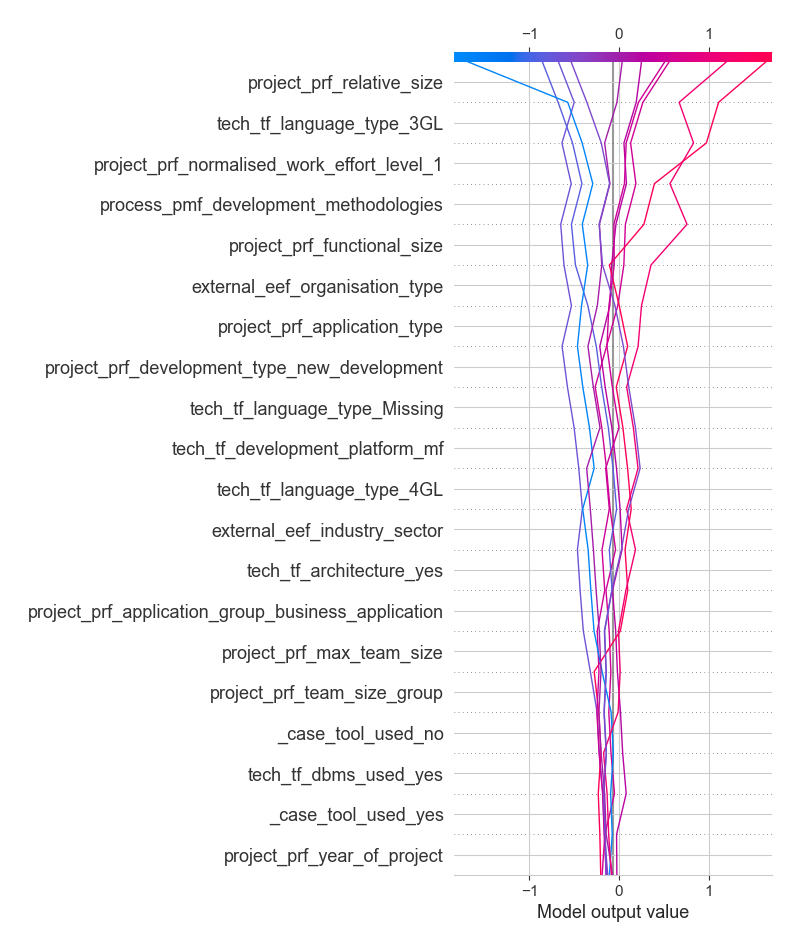 −1 0 1
project_prf_relative_size
tech_tf_language_type_3GL
project_prf_normalised_work_effort_level_1
process_pmf_development_methodologies
project_prf_functional_size
external_eef_organisation_type
project_prf_application_type
project_prf_development_type_new_development
tech_tf_language_type_Missing
tech_tf_development_platform_mf
tech_tf_language_type_4GL
external_eef_industry_sector
tech_tf_architecture_yes
project_prf_application_group_business_application
project_prf_max_team_size
project_prf_team_size_group
_case_tool_used_no
tech_tf_dbms_used_yes
_case_tool_used_yes
project_prf_year_of_project
−1 0 1
Model output value